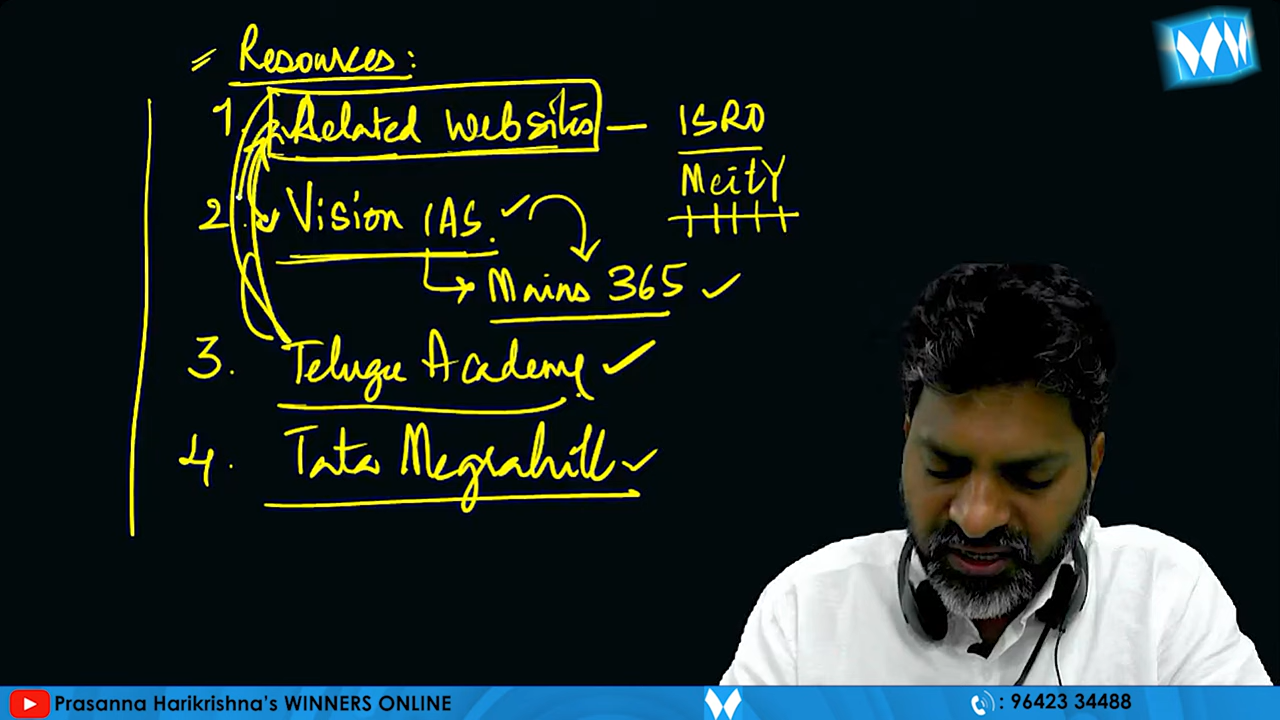 Resources:
1. Related websites — ISRO
MeitY
2. Vision IAS.
Mains 365
3. Telugu Academy
4. Tata Megrahill
Prasanna Harikrishna's WINNERS ONLINE
: 96423 34488